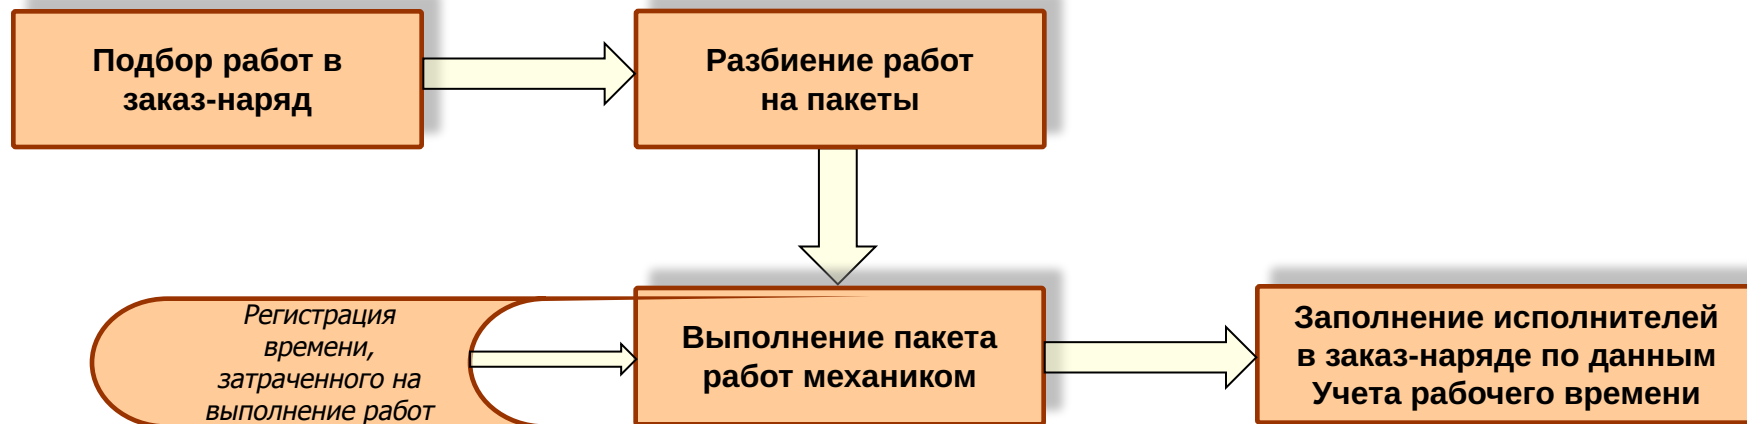 Подбор работ в
заказ-наряд
Разбиение работ
на пакеты
Регистрация
времени,
затраченного на
выполнение работ
Выполнение пакета
работ механиком
Заполнение исполнителей
в заказ-наряде по данным
Учета рабочего времени